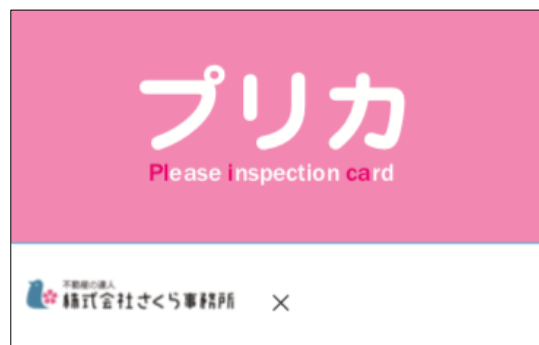 プリカ
Please inspection card
不動産の達人
株式会社さくら事務所 ×